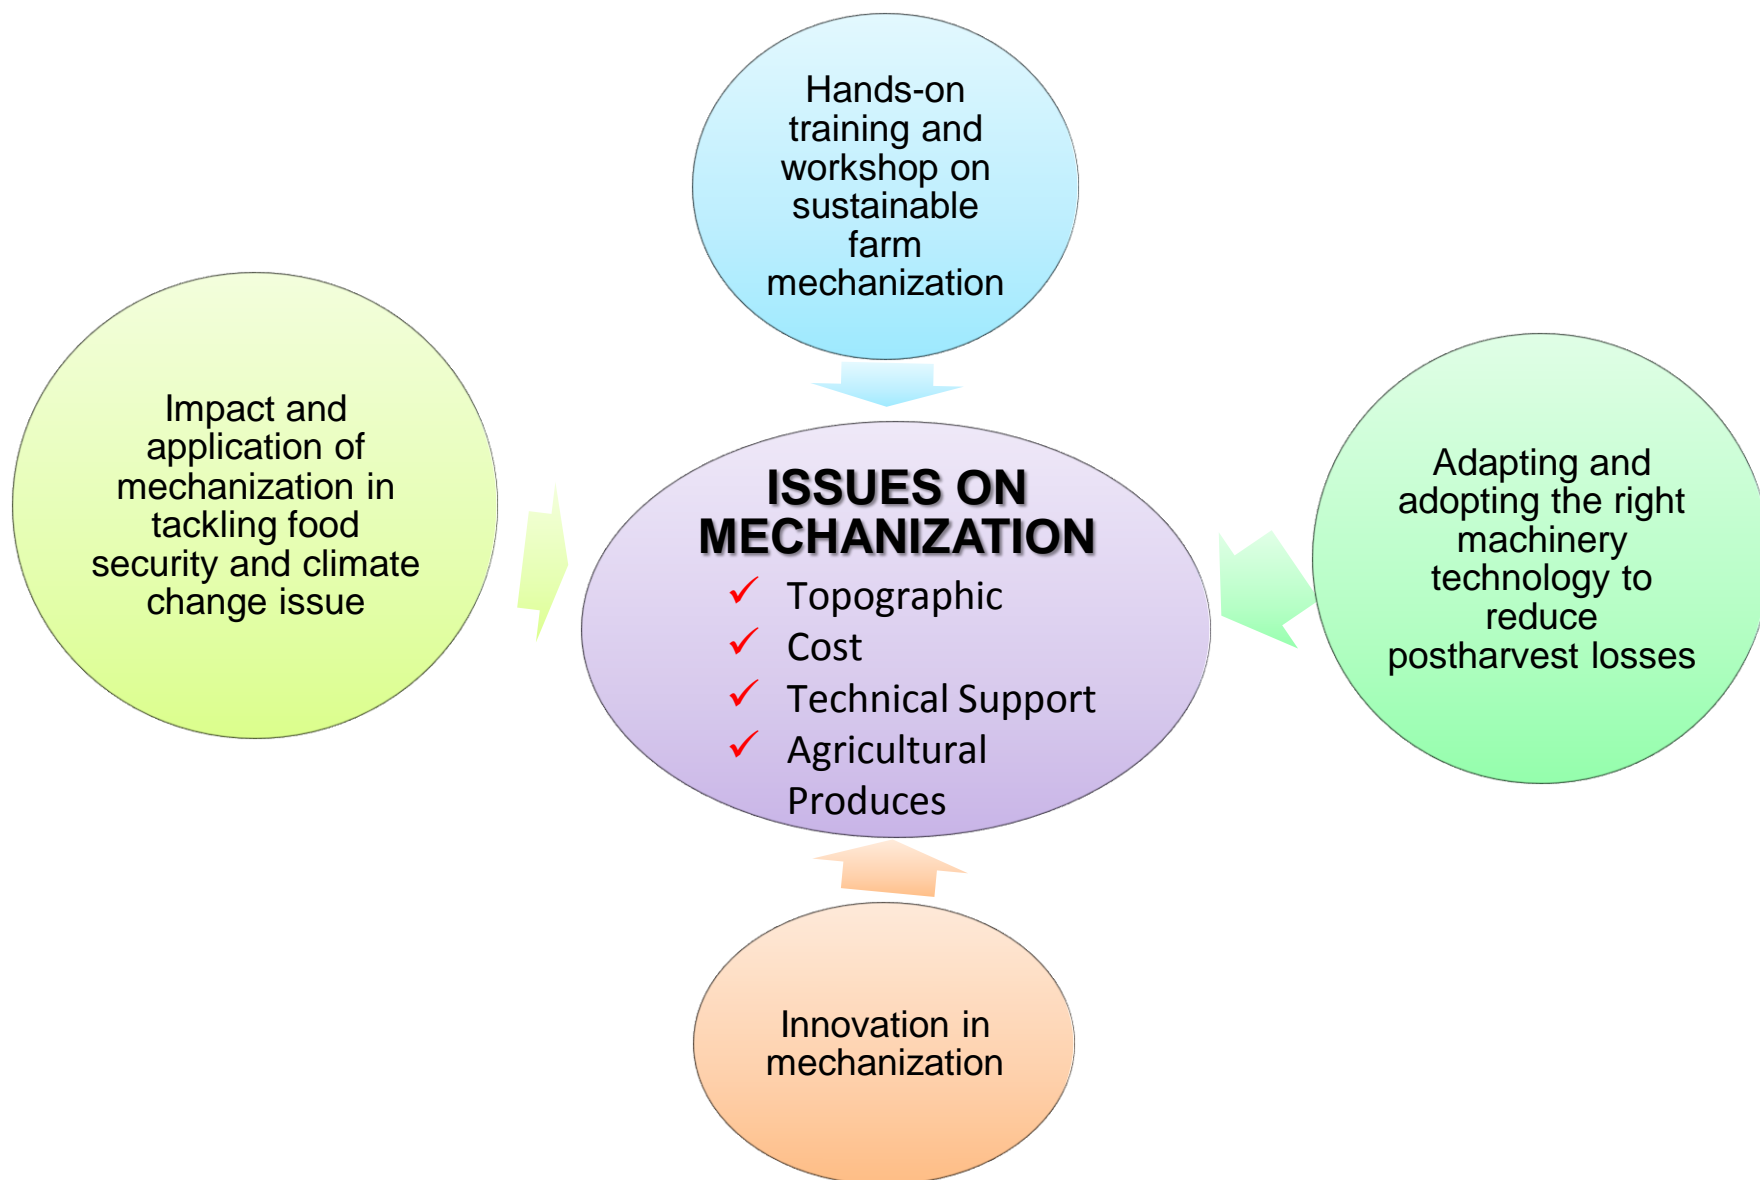 Hands-on
training and
workshop on
sustainable
farm
mechanization
Impact and
application of
mechanization in
tackling food
security and climate
change issue
ISSUES ON
MECHANIZATION
✓ Topographic
✓ Cost
✓ Technical Support
✓ Agricultural
Produces
Adapting and
adopting the right
machinery
technology to
reduce
postharvest losses
Innovation in
mechanization